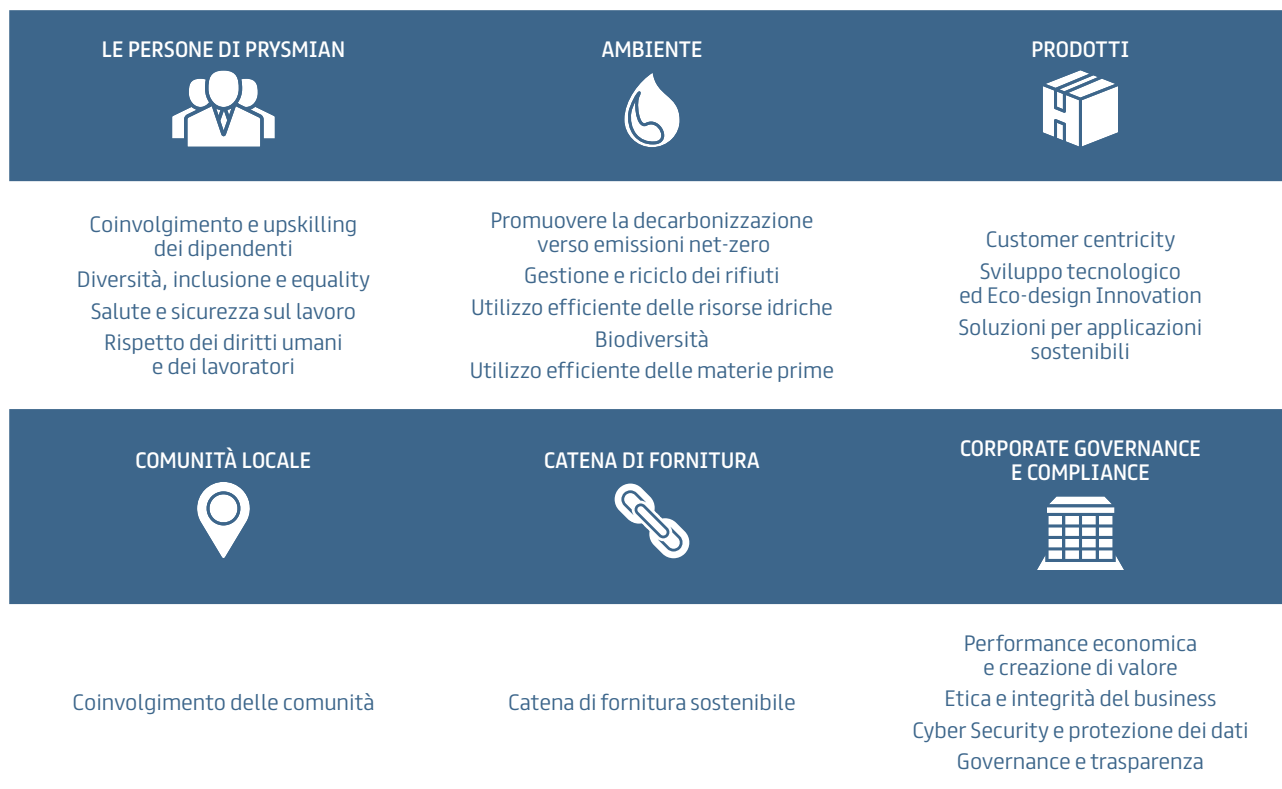 LE PERSONE DI PRYSMIAN
Coinvolgimento e upskilling
dei dipendenti
Diversità, inclusione e equality
Salute e sicurezza sul lavoro
Rispetto dei diritti umani
e dei lavoratori
AMBIENTE
Promuovere la decarbonizzazione
verso emissioni net-zero
Gestione e riciclo dei rifiuti
Utilizzo efficiente delle risorse idriche
Biodiversità
Utilizzo efficiente delle materie prime
PRODOTTI
Customer centricity
Sviluppo tecnologico
ed Eco-design Innovation
Soluzioni per applicazioni
sostenibili
COMUNITÀ LOCALE
Coinvolgimento delle comunità
CATENA DI FORNITURA
Catena di fornitura sostenibile
CORPORATE GOVERNANCE
E COMPLIANCE
Performance economica
e creazione di valore
Etica e integrità del business
Cyber Security e protezione dei dati
Governance e trasparenza